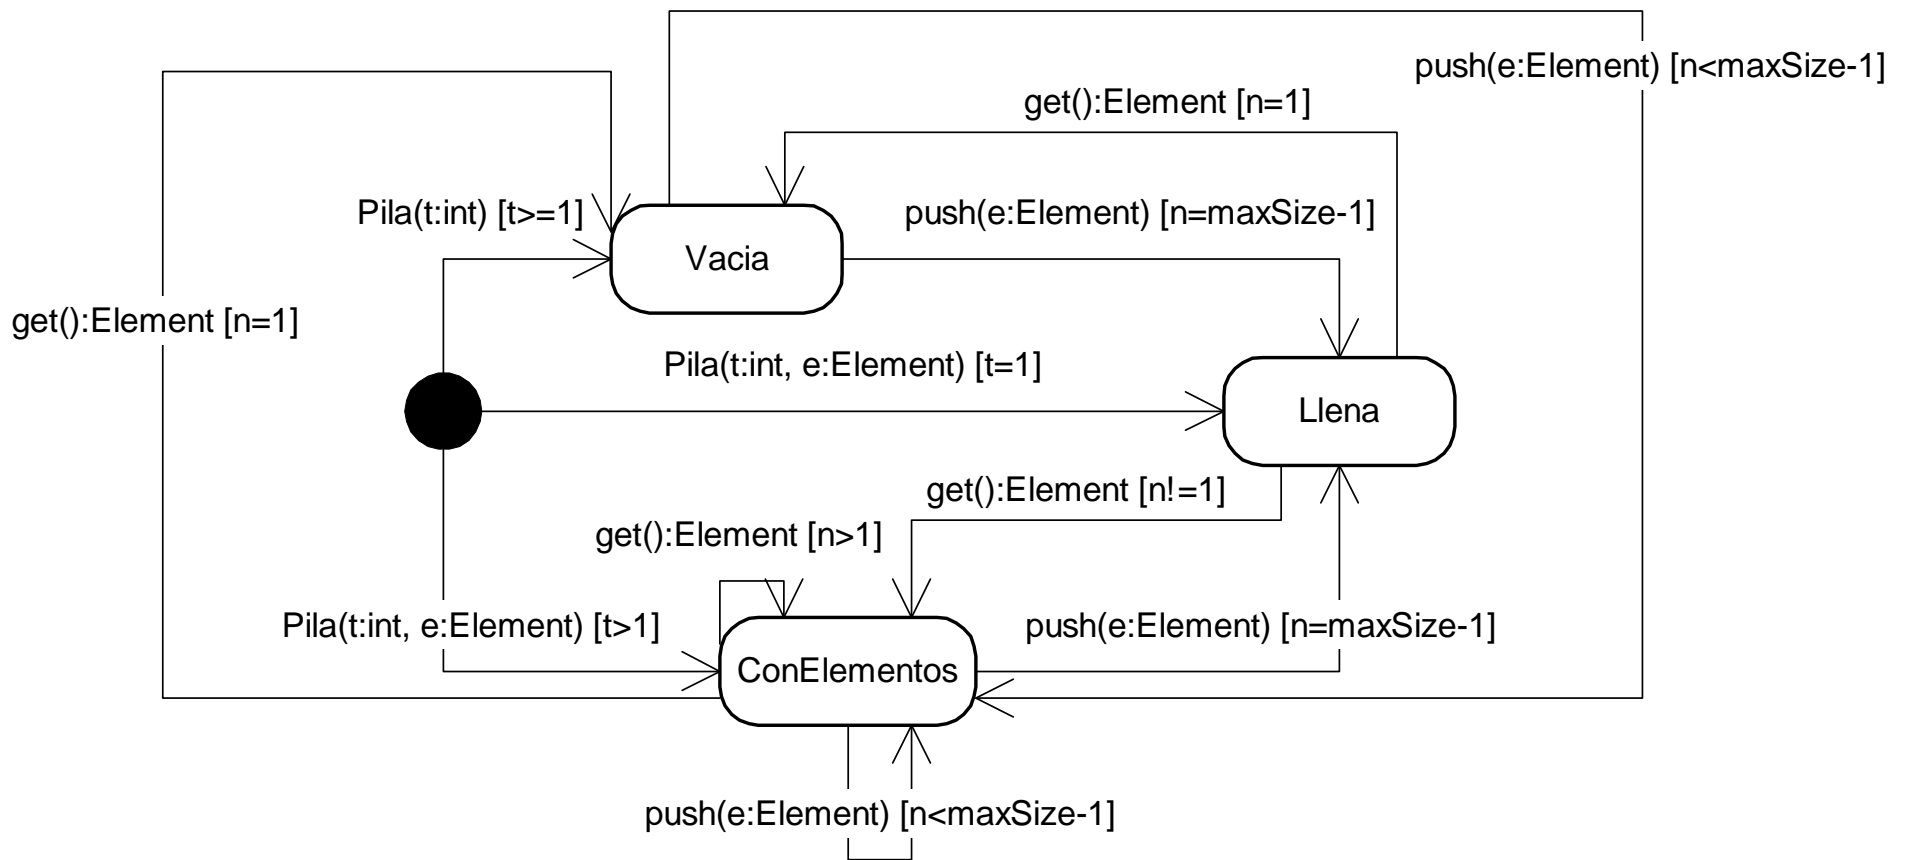 push(e:Element) [n<maxSize-1]
get():Element [n=1]
Pila(t:int) [t>=1]
push(e:Element) [n=maxSize-1]
Vacia
get():Element [n=1]
Pila(t:int, e:Element) [t=1]
Llena
get():Element [n!=1]
get():Element [n>1]
Pila(t:int, e:Element) [t>1]
push(e:Element) [n=maxSize-1]
ConElementos
push(e:Element) [n<maxSize-1]